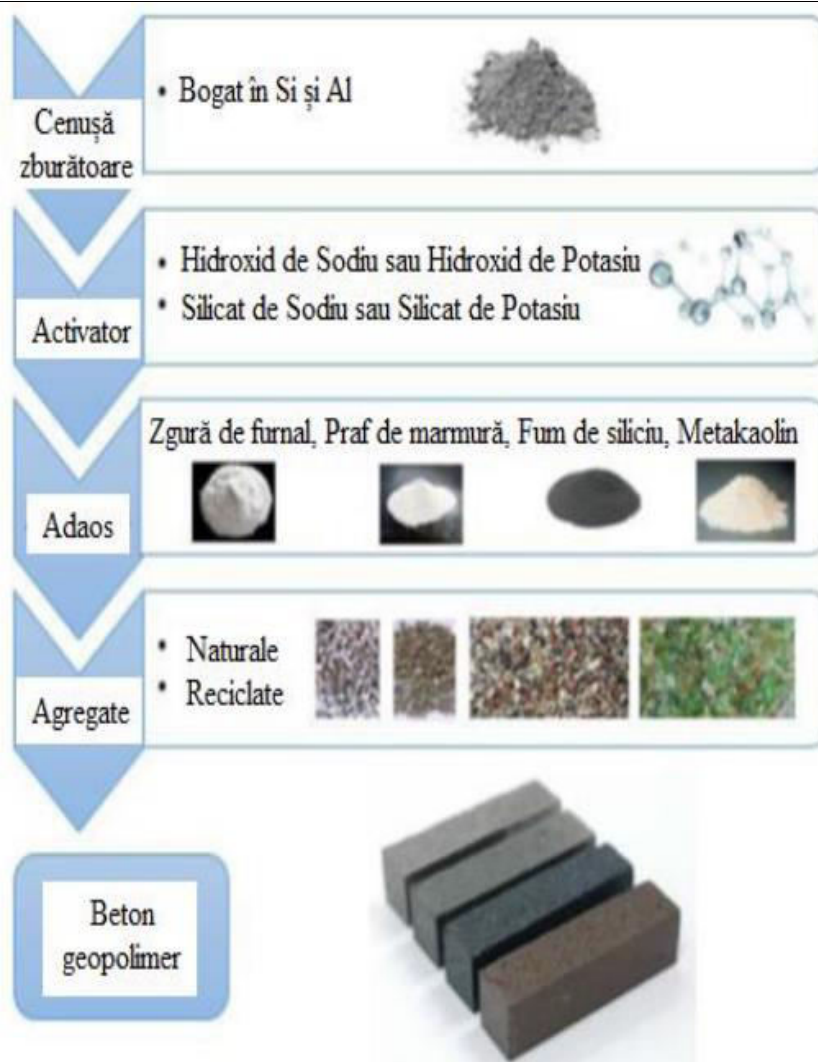 Cenușă
zburătoare
• Bogat în Si și Al
Activator
• Hidroxid de Sodiu sau Hidroxid de Potasiu
• Silicat de Sodiu sau Silicat de Potasiu
Adaos
Zgură de furnal, Praf de marmură, Fum de siliciu, Metakaolin
Agregate
• Naturale
• Reciclate
Beton
geopolimer